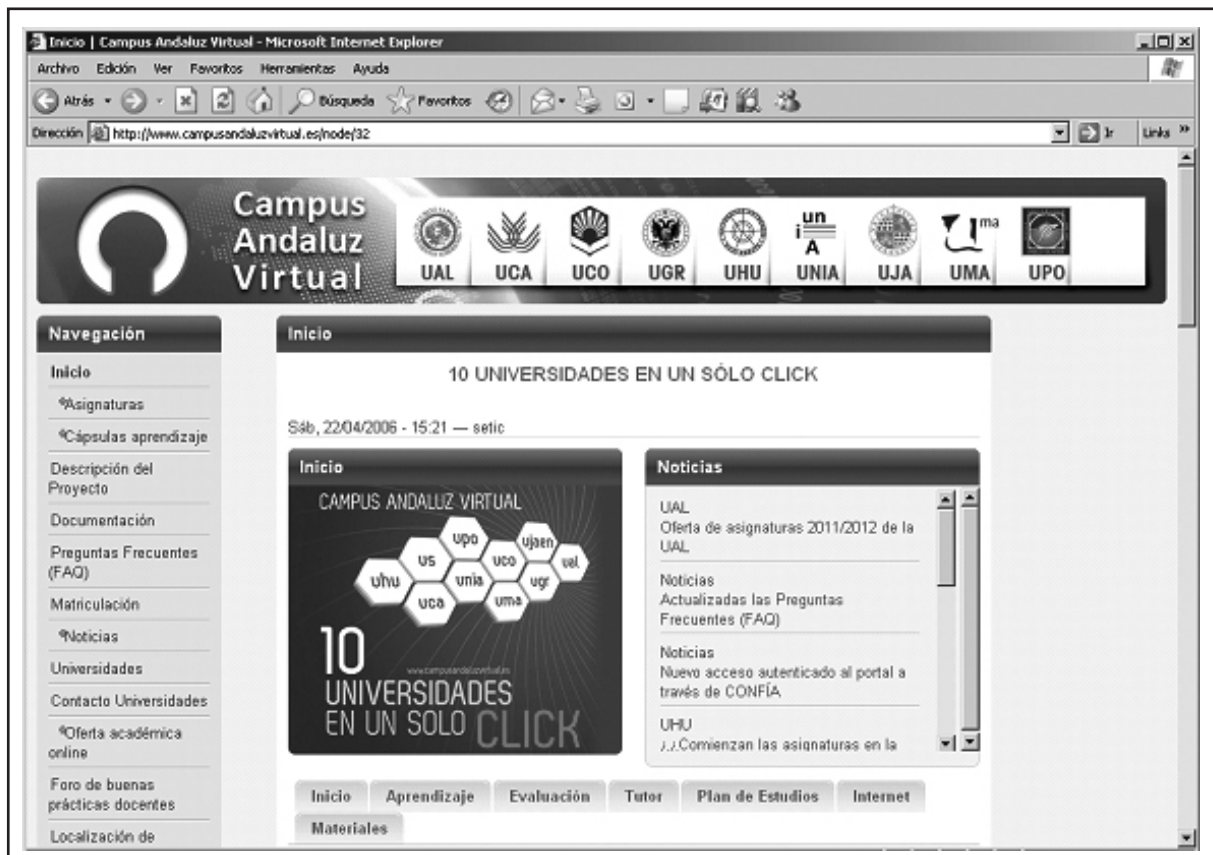 Inicio | Campus Andaluz Virtual - Microsoft Internet Explorer
Archivo Edición Ver Favoritos Herramientas Ayuda
Atrás Búsqueda Favoritos
Dirección http://www.campusandaluzvirtual.es/node/32 Ir Links »
Campus
Andaluz
Virtual
un
i
A
uma
UAL UCA UCO UGR UHU UNIA UJA UMA UPO
Navegación
Inicio
Asignaturas
Cápsulas aprendizaje
Descripción del
Proyecto
Documentación
Preguntas Frecuentes
(FAQ)
Matriculación
Noticias
Universidades
Contacto Universidades
Oferta académica
online
Foro de buenas
prácticas docentes
Localización de
Inicio
10 UNIVERSIDADES EN UN SÓLO CLICK
Sáb, 22/04/2006 - 15:21 — setic
Inicio
CAMPUS ANDALUZ VIRTUAL
uhu
us
upo
uca
unia
uco
ujaen
uma
ugr
ual
10
www.campusandaluzvirtual.es
UNIVERSIDADES
EN UN SOLO CLICK
Noticias
UAL
Oferta de asignaturas 2011/2012 de la
UAL
Noticias
Actualizadas las Preguntas
Frecuentes (FAQ)
Noticias
Nuevo acceso autenticado al portal a
través de CONFÍA
UHU
¡¡Comienzan las asignaturas en la
Inicio Aprendizaje Evaluación Tutor Plan de Estudios Internet
Materiales